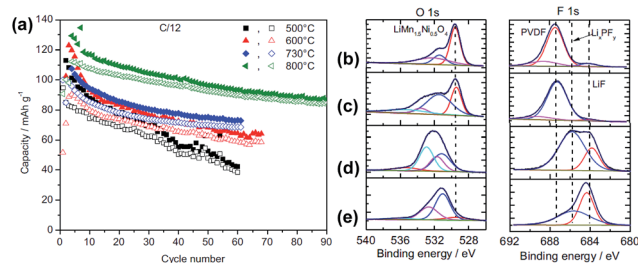 (a)
C/12
500°C
600°C
730°C
800°C
Capacity / mAh g⁻¹
140
120
100
80
60
40
20
0
0 10 20 30 40 50 60 70 80 90
Cycle number
O 1s
LiMn₁.₅Ni₀.₅O₄
(b)
(c)
(d)
(e)
540 536 532 528
Binding energy / eV
F 1s
PVDF
LiₓPFᵧ
LiF
692 688 684 680
Binding energy / eV